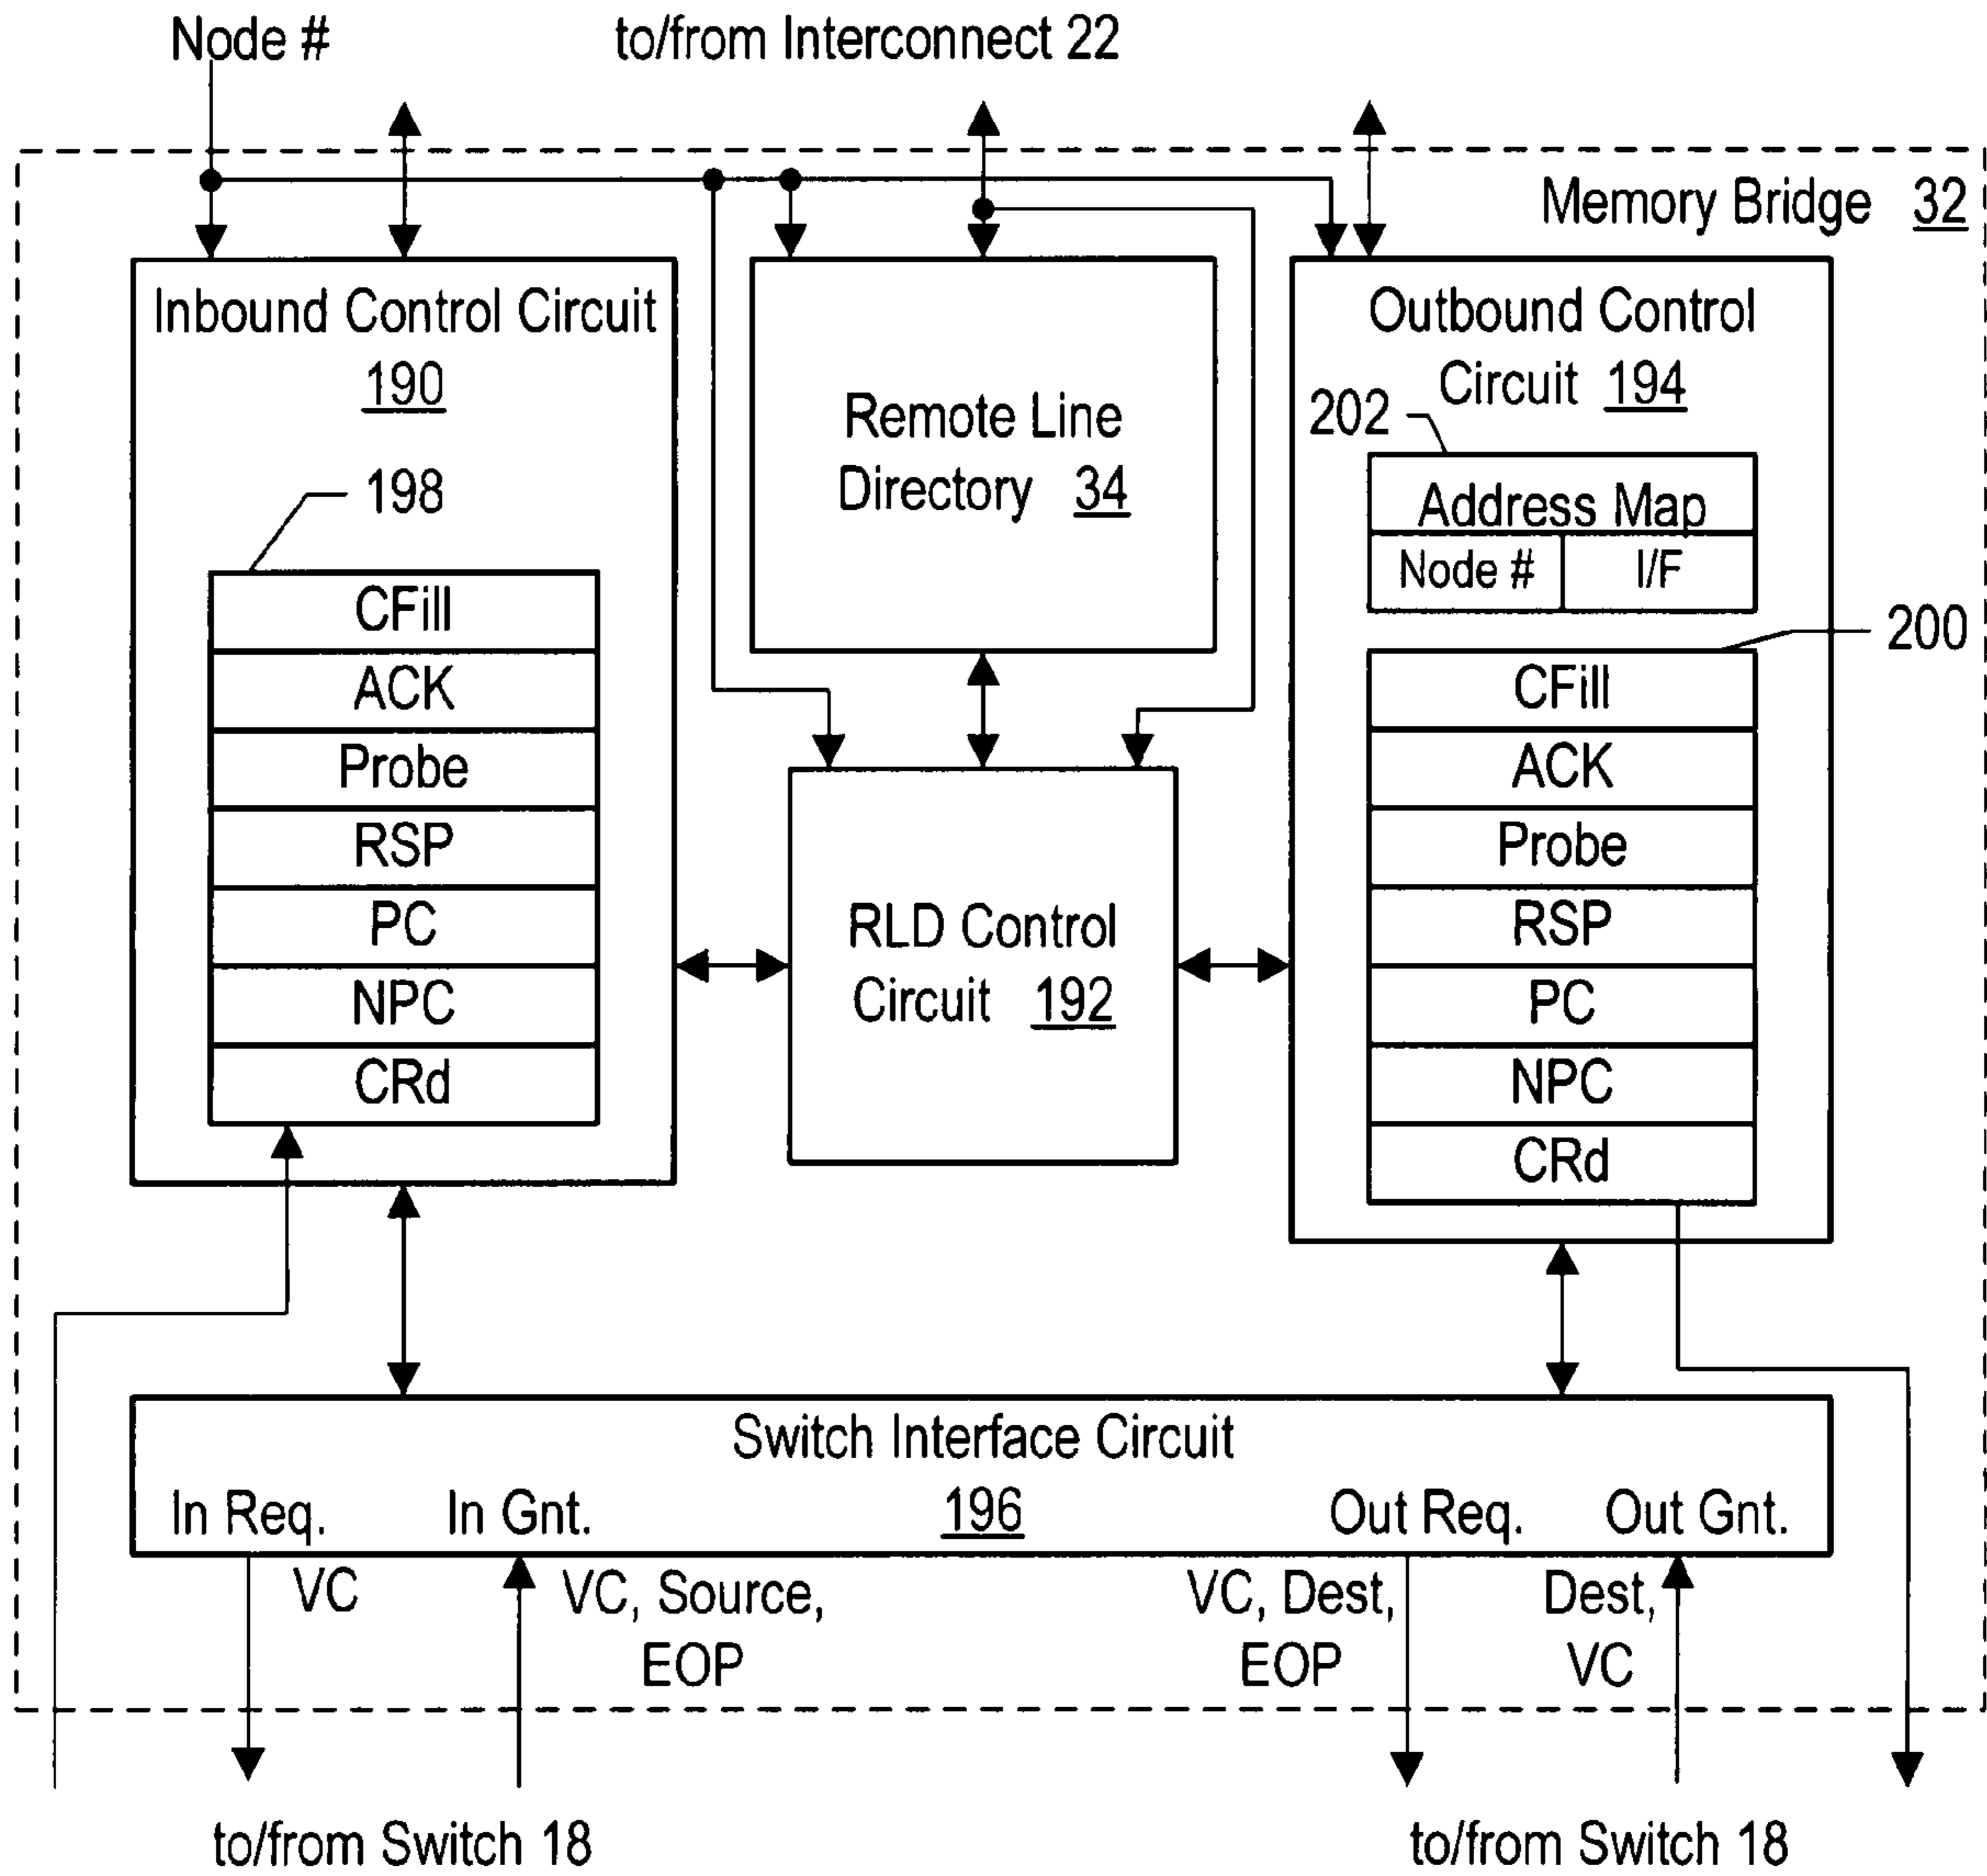 Node #
to/from Interconnect 22
Memory Bridge 32
Inbound Control Circuit
190
198
CFill
ACK
Probe
RSP
PC
NPC
CRd
Remote Line
Directory 34
RLD Control
Circuit 192
Outbound Control
Circuit 194
202
Address Map
Node #
I/F
200
CFill
ACK
Probe
RSP
PC
NPC
CRd
Switch Interface Circuit
196
In Req.
In Gnt.
Out Req.
Out Gnt.
VC
VC, Source,
EOP
VC, Dest,
EOP
Dest,
VC
to/from Switch 18
to/from Switch 18